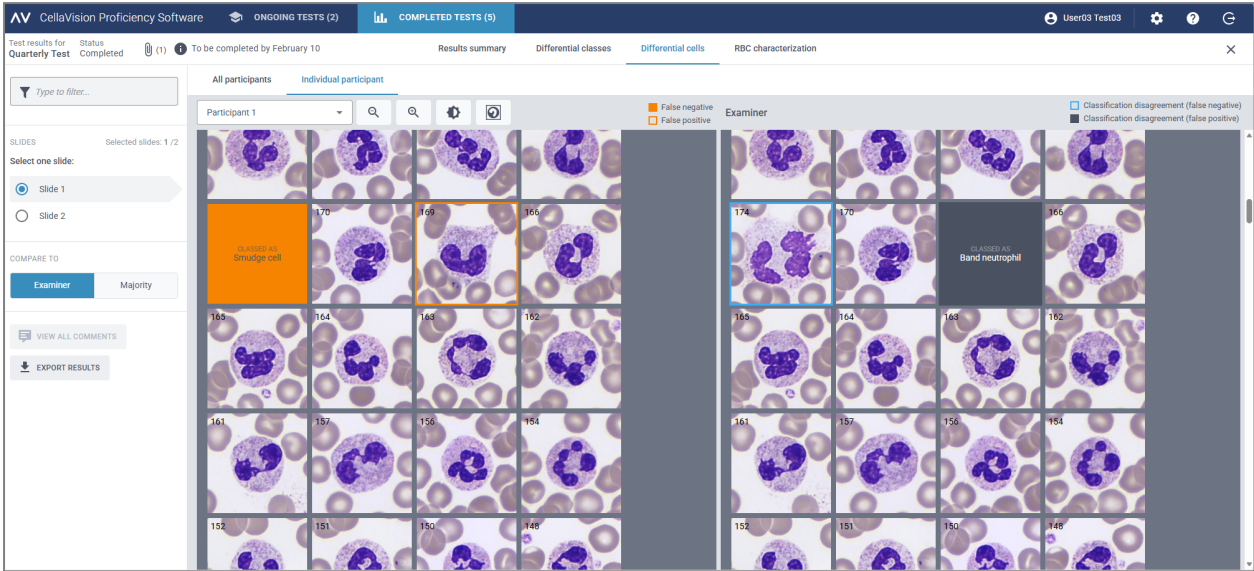 CellaVision Proficiency Software
ONGOING TESTS (2)
COMPLETED TESTS (5)
User03 Test03
Test results for
Quarterly Test
Status
Completed
(1)
To be completed by February 10
Results summary
Differential classes
Differential cells
RBC characterization
Type to filter...
All participants
Individual participant
Participant 1
False negative
False positive
Examiner
Classification disagreement (false negative)
Classification disagreement (false positive)
SLIDES
Selected slides: 1 /2
Select one slide:
Slide 1
Slide 2
COMPARE TO
Examiner
Majority
VIEW ALL COMMENTS
EXPORT RESULTS
CLASSED AS
Smudge cell
170
169
166
165
164
163
162
161
157
156
154
152
151
150
148
174
170
CLASSED AS
Band neutrophil
166
165
164
163
162
161
157
156
154
152
151
150
148